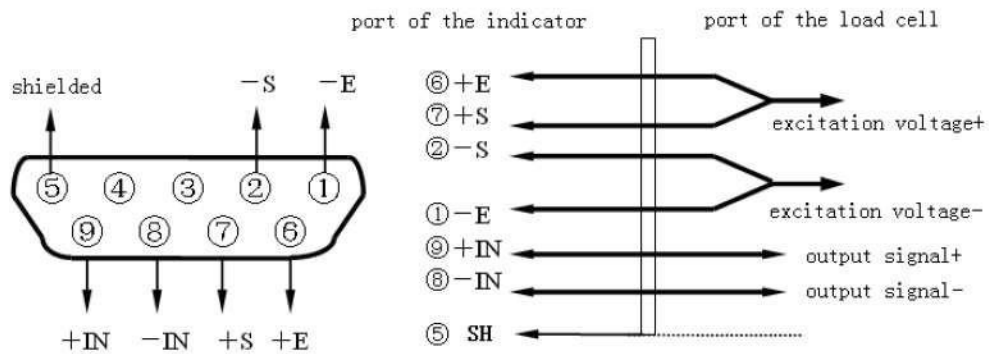 port of the indicator
port of the load cell
shielded
−S
−E
⑤ ④ ③ ② ①
⑨ ⑧ ⑦ ⑥
+IN −IN +S +E
⑥+E
⑦+S
excitation voltage+
②−S
①−E
excitation voltage−
⑨+IN
output signal+
⑧−IN
output signal−
⑤ SH